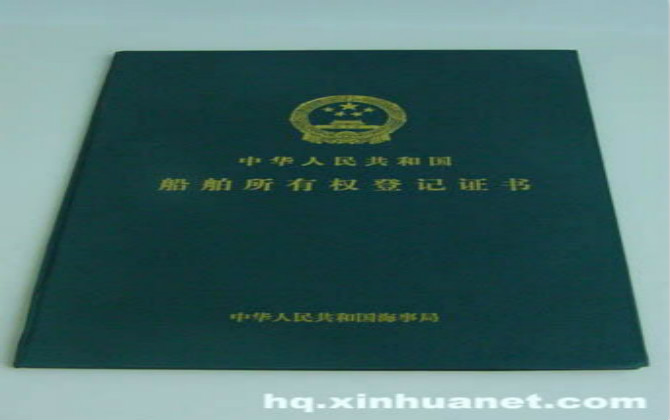 中华人民共和国
船舶所有权登记证书
中华人民共和国海事局
hq.xinhuanet.com